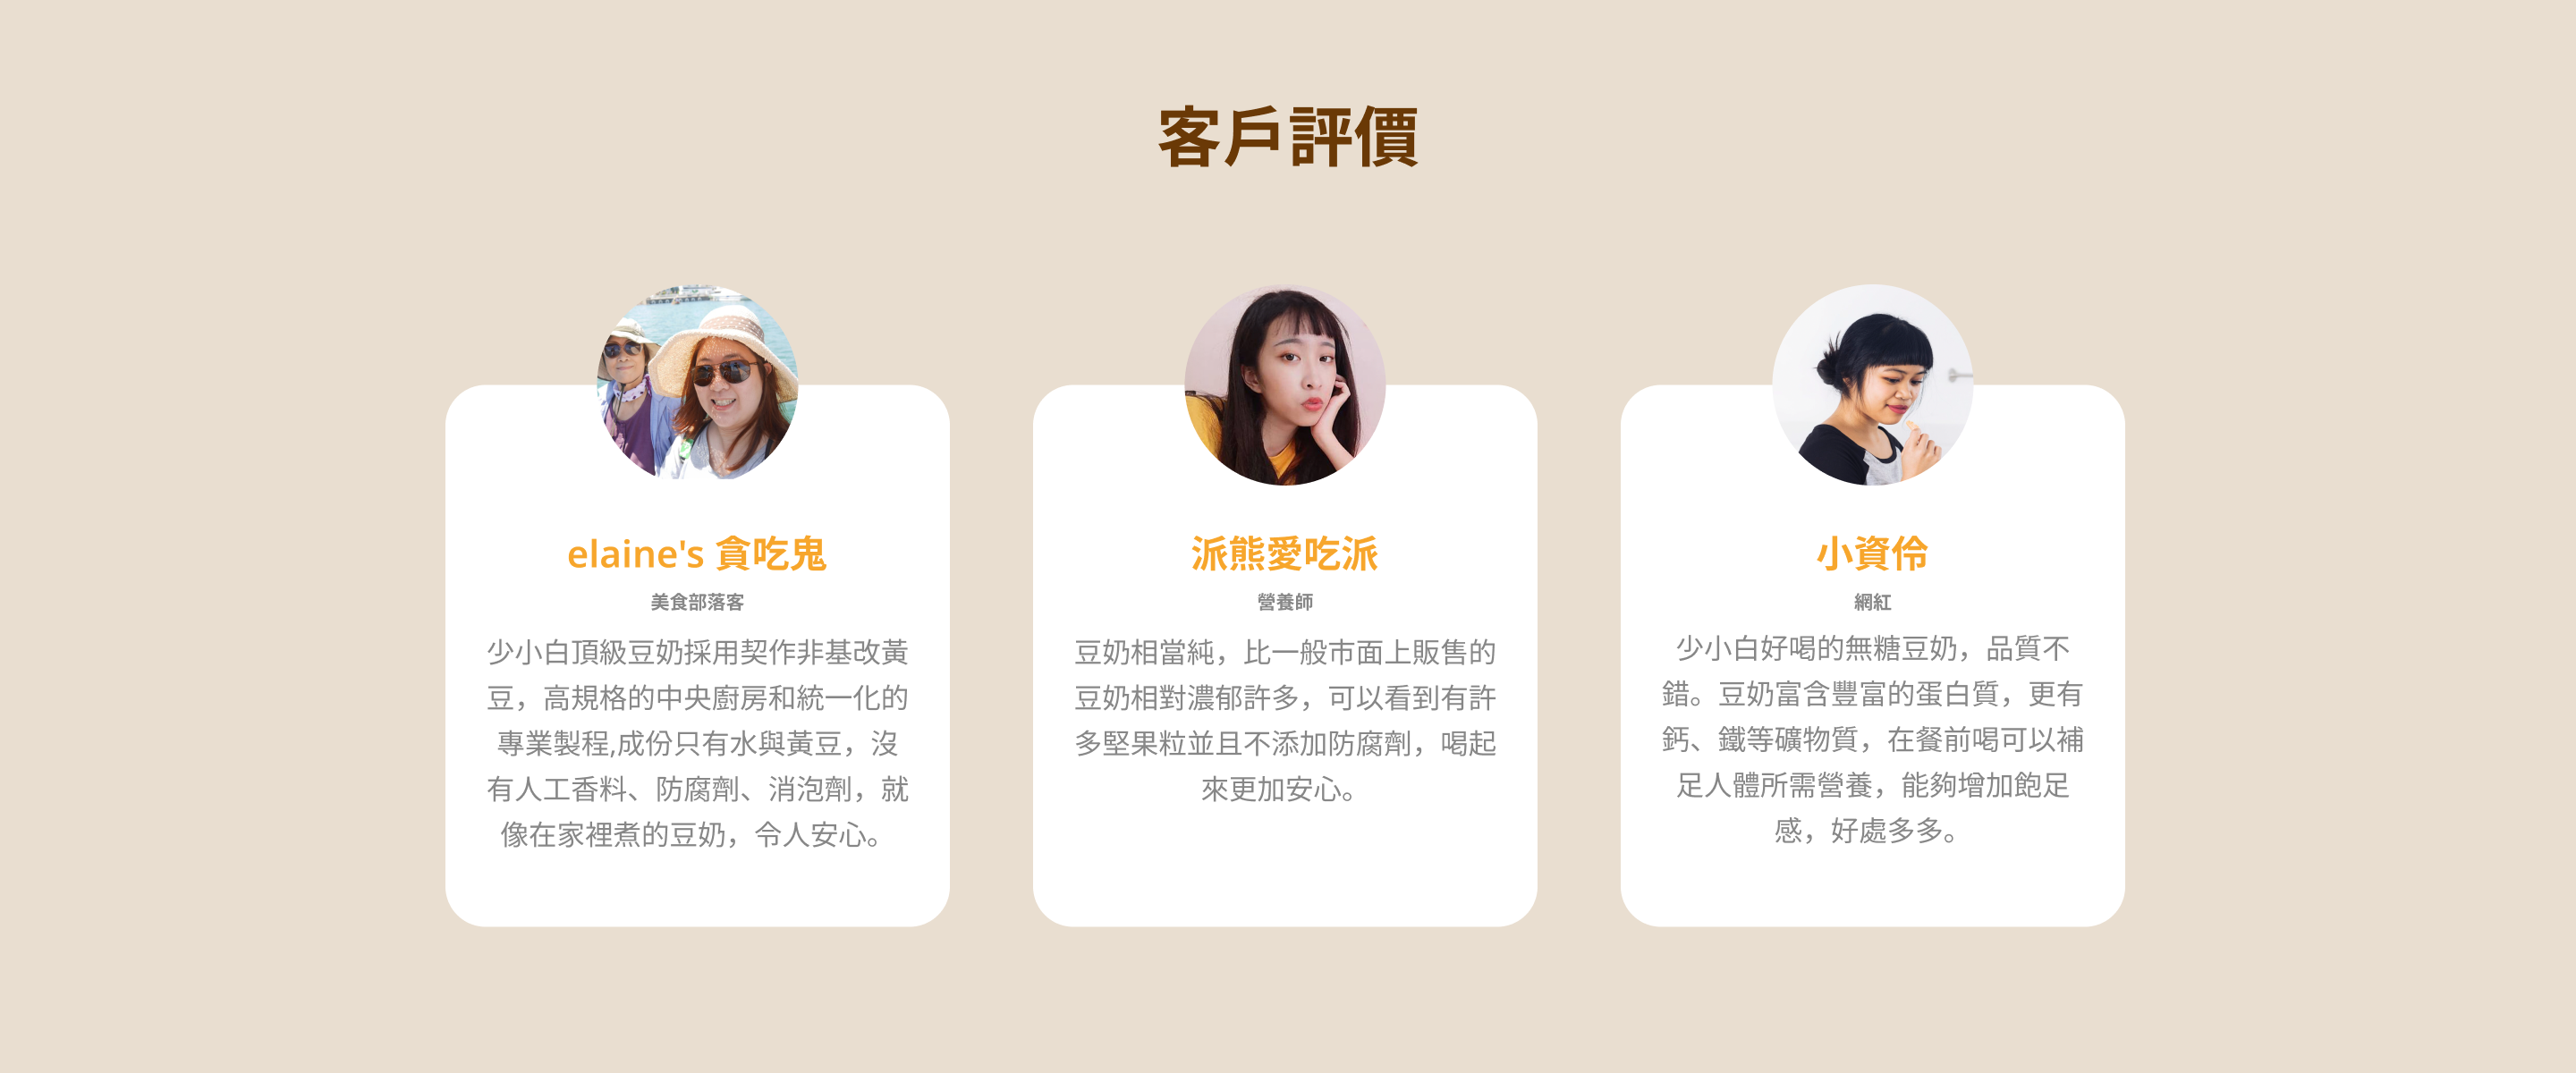 客戶評價
elaine's 貪吃鬼
美食部落客
少小白頂級豆奶採用契作非基改黃
豆，高規格的中央廚房和統一化的
專業製程,成份只有水與黃豆，沒
有人工香料、防腐劑、消泡劑，就
像在家裡煮的豆奶，令人安心。
派熊愛吃派
營養師
豆奶相當純，比一般市面上販售的
豆奶相對濃郁許多，可以看到有許
多堅果粒並且不添加防腐劑，喝起
來更加安心。
小資伶
網紅
少小白好喝的無糖豆奶，品質不
錯。豆奶富含豐富的蛋白質，更有
鈣、鐵等礦物質，在餐前喝可以補
足人體所需營養，能夠增加飽足
感，好處多多。